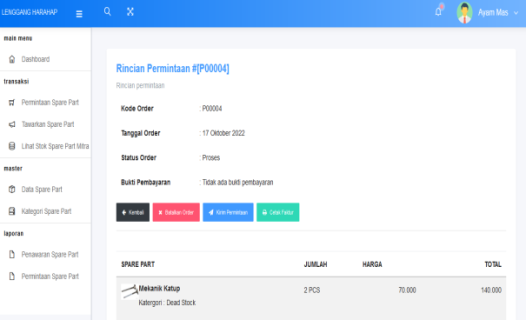 LENGGANG HARAHAP
Ayam Mas
main menu
Dashboard
transaksi
Permintaan Spare Part
Tawarkan Spare Part
Lihat Stok Spare Part Mitra
master
Data Spare Part
Kategori Spare Part
laporan
Penawaran Spare Part
Permintaan Spare Part
Rincian Permintaan #[P00004]
Rincian permintaan
Kode Order : P00004
Tanggal Order : 17 Oktober 2022
Status Order : Proses
Bukti Pembayaran : Tidak ada bukti pembayaran
Kembali Batalkan Order Kirim Permintaan Cetak Faktur
SPARE PART JUMLAH HARGA TOTAL
Mekanik Katup 2 PCS 70.000 140.000
Katergori : Dead Stock